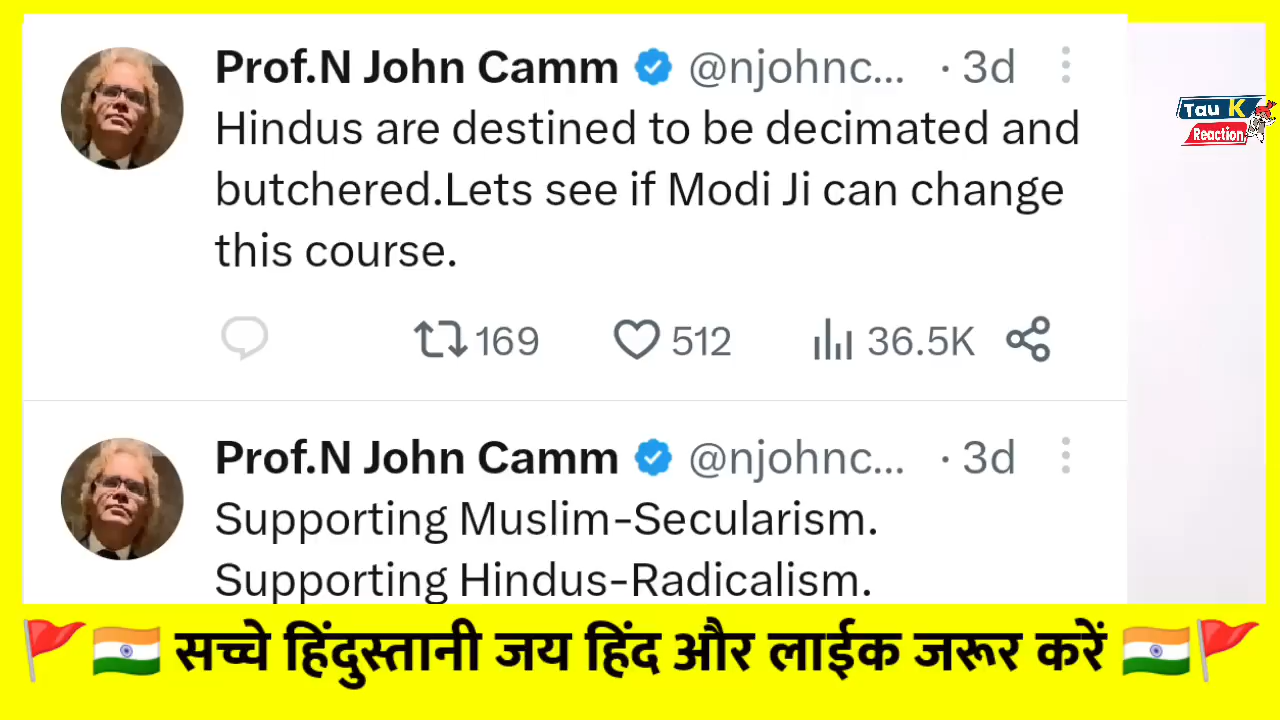 Prof.N John Camm @njohnc... · 3d
Hindus are destined to be decimated and
butchered.Lets see if Modi Ji can change
this course.
169 512 36.5K
Tau K
Reaction
Prof.N John Camm @njohnc... · 3d
Supporting Muslim-Secularism.
Supporting Hindus-Radicalism.
सच्चे हिंदुस्तानी जय हिंद और लाईक जरूर करें